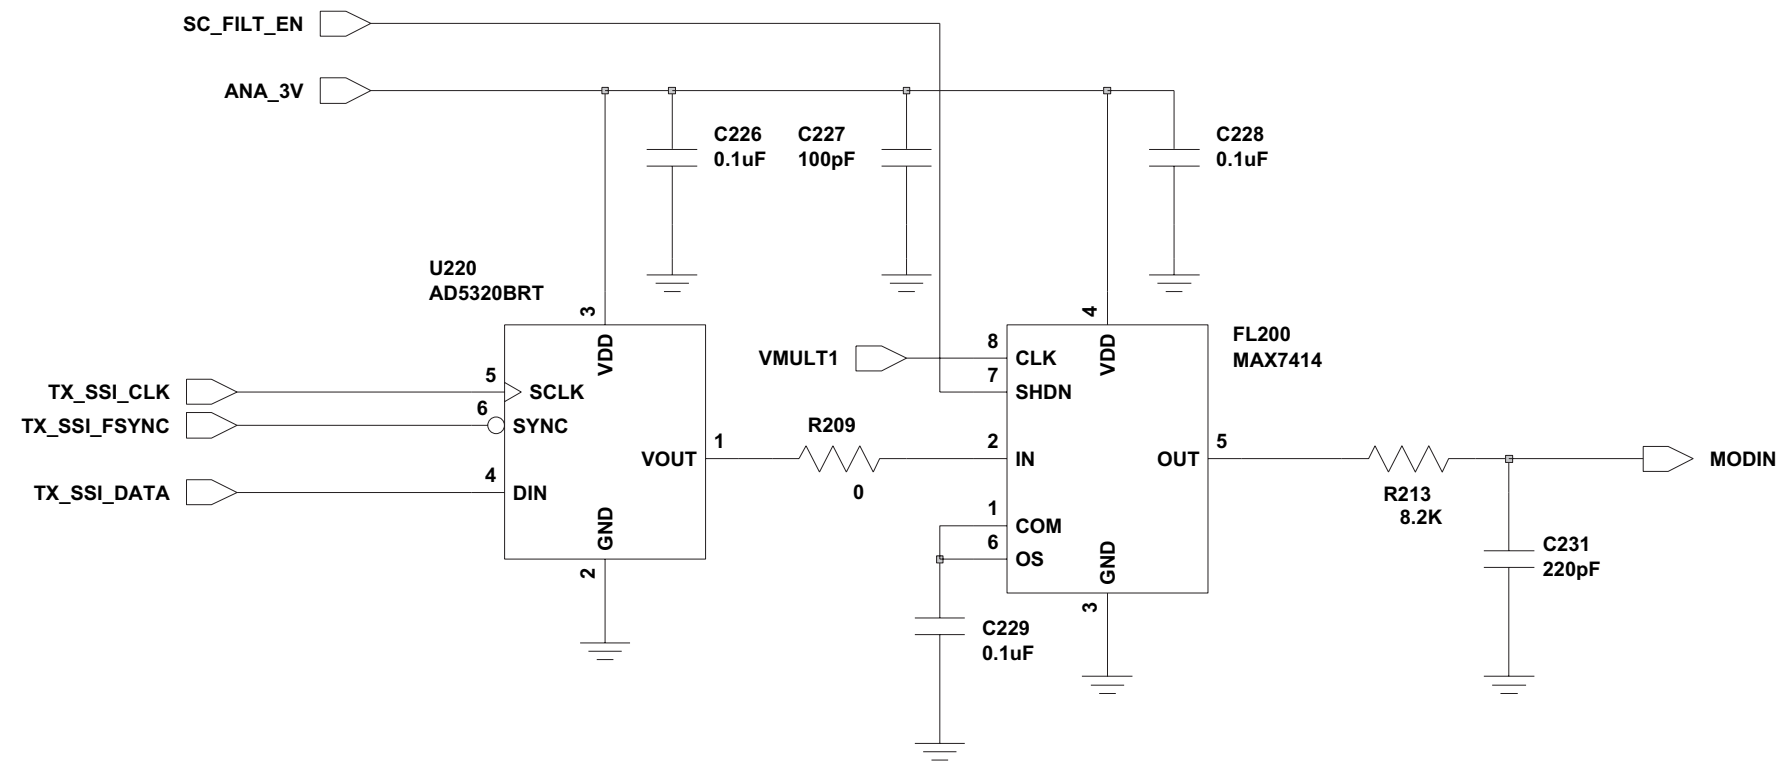 SC_FILT_EN
ANA_3V
C226
0.1uF
C227
100pF
C228
0.1uF
U220
AD5320BRT
3
VDD
4
VDD
FL200
MAX7414
VMULT1
8
CLK
7
SHDN
TX_SSI_CLK
5
SCLK
TX_SSI_FSYNC
6
SYNC
R209
0
1
VOUT
2
IN
OUT
5
MODIN
TX_SSI_DATA
4
DIN
R213
8.2K
GND
2
1
COM
6
OS
GND
3
C231
220pF
C229
0.1uF